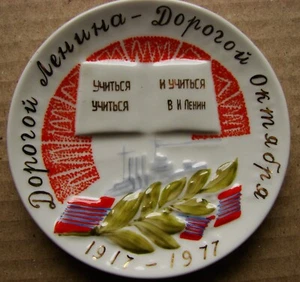 Дорогой Ленина - Дорогой Октября
Учиться
Учиться
и Учиться
В И Ленин
1917 - 1977